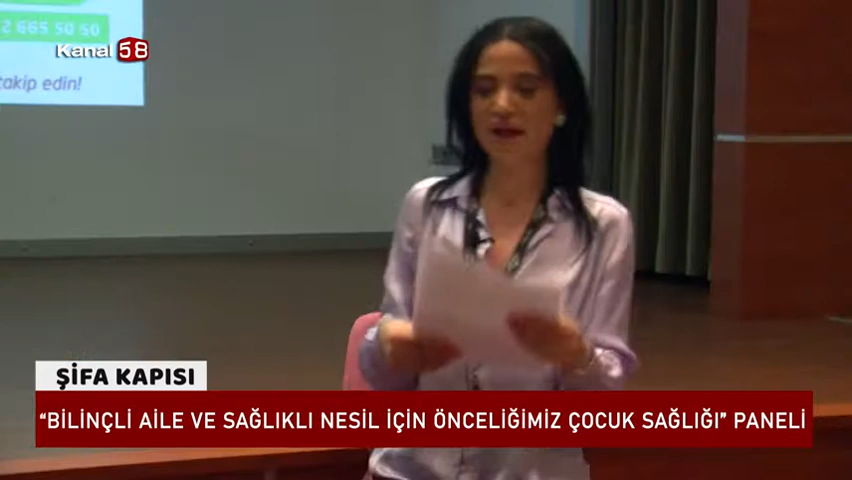 2 665 50 50
Kanal 58
takip edin!
ŞİFA KAPISI
“BİLİNÇLİ AİLE VE SAĞLIKLI NESİL İÇİN ÖNCELİĞİMİZ ÇOCUK SAĞLIĞI” PANELİ